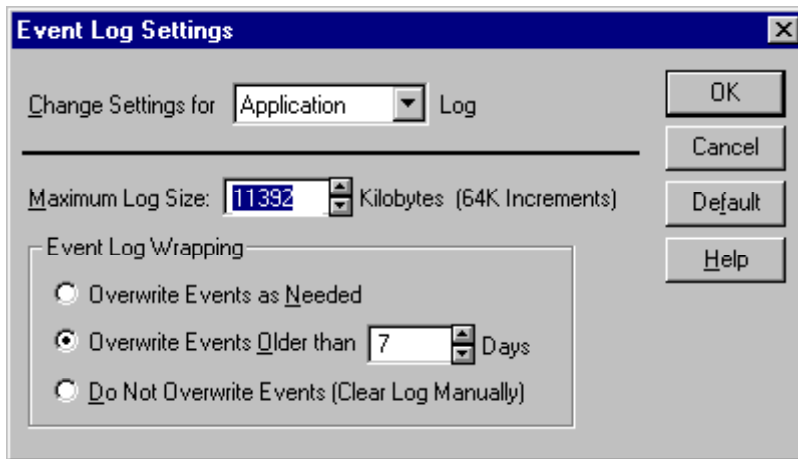 Event Log Settings
Change Settings for Application Log
OK
Cancel
Maximum Log Size: 11392 Kilobytes (64K Increments)
Default
Help
Event Log Wrapping
Overwrite Events as Needed
Overwrite Events Older than 7 Days
Do Not Overwrite Events (Clear Log Manually)